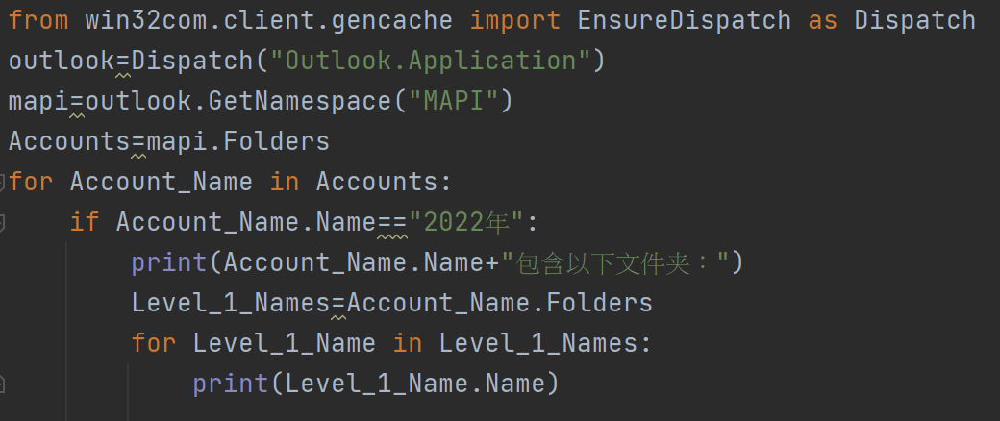 from win32com.client.gencache import EnsureDispatch as Dispatch
outlook=Dispatch("Outlook.Application")
mapi=outlook.GetNamespace("MAPI")
Accounts=mapi.Folders
for Account_Name in Accounts:
    if Account_Name.Name=="2022年":
        print(Account_Name.Name+"包含以下文件夹：")
        Level_1_Names=Account_Name.Folders
        for Level_1_Name in Level_1_Names:
            print(Level_1_Name.Name)